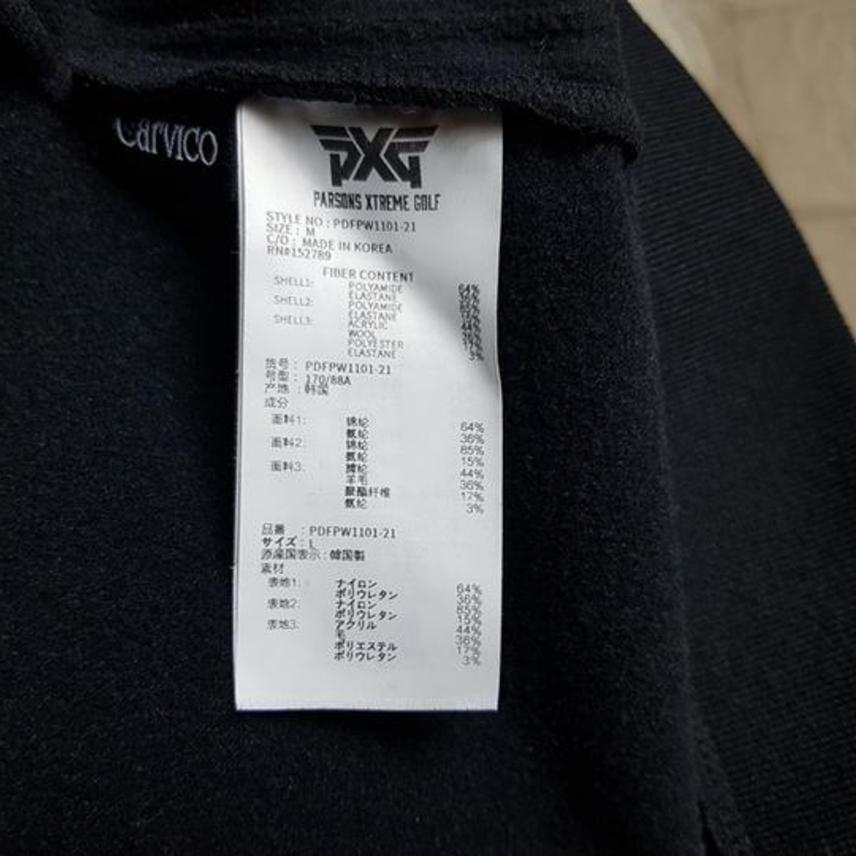 Carvico
PXG
PARSONS XTREME GOLF
STYLE NO : PDFPW1101-21
SIZE : M
C/O : MADE IN KOREA
RN#152789
FIBER CONTENT
SHELL1: POLYAMIDE 64%
ELASTANE 36%
SHELL2: POLYAMIDE 85%
ELASTANE 15%
SHELL3: ACRYLIC 44%
WOOL 36%
POLYESTER 17%
ELASTANE 3%
货号 : PDFPW1101-21
号型 : 170/88A
产地 : 韩国
成分
面料1: 锦纶 64%
氨纶 36%
面料2: 锦纶 85%
氨纶 15%
面料3: 腈纶 44%
羊毛 36%
聚酯纤维 17%
氨纶 3%
品番 : PDFPW1101-21
サイズ : L
原産国表示 : 韓国製
素材
表地1: ナイロン 64%
ポリウレタン 36%
表地2: ナイロン 85%
ポリウレタン 15%
表地3: アクリル 44%
毛 36%
ポリエステル 17%
ポリウレタン 3%